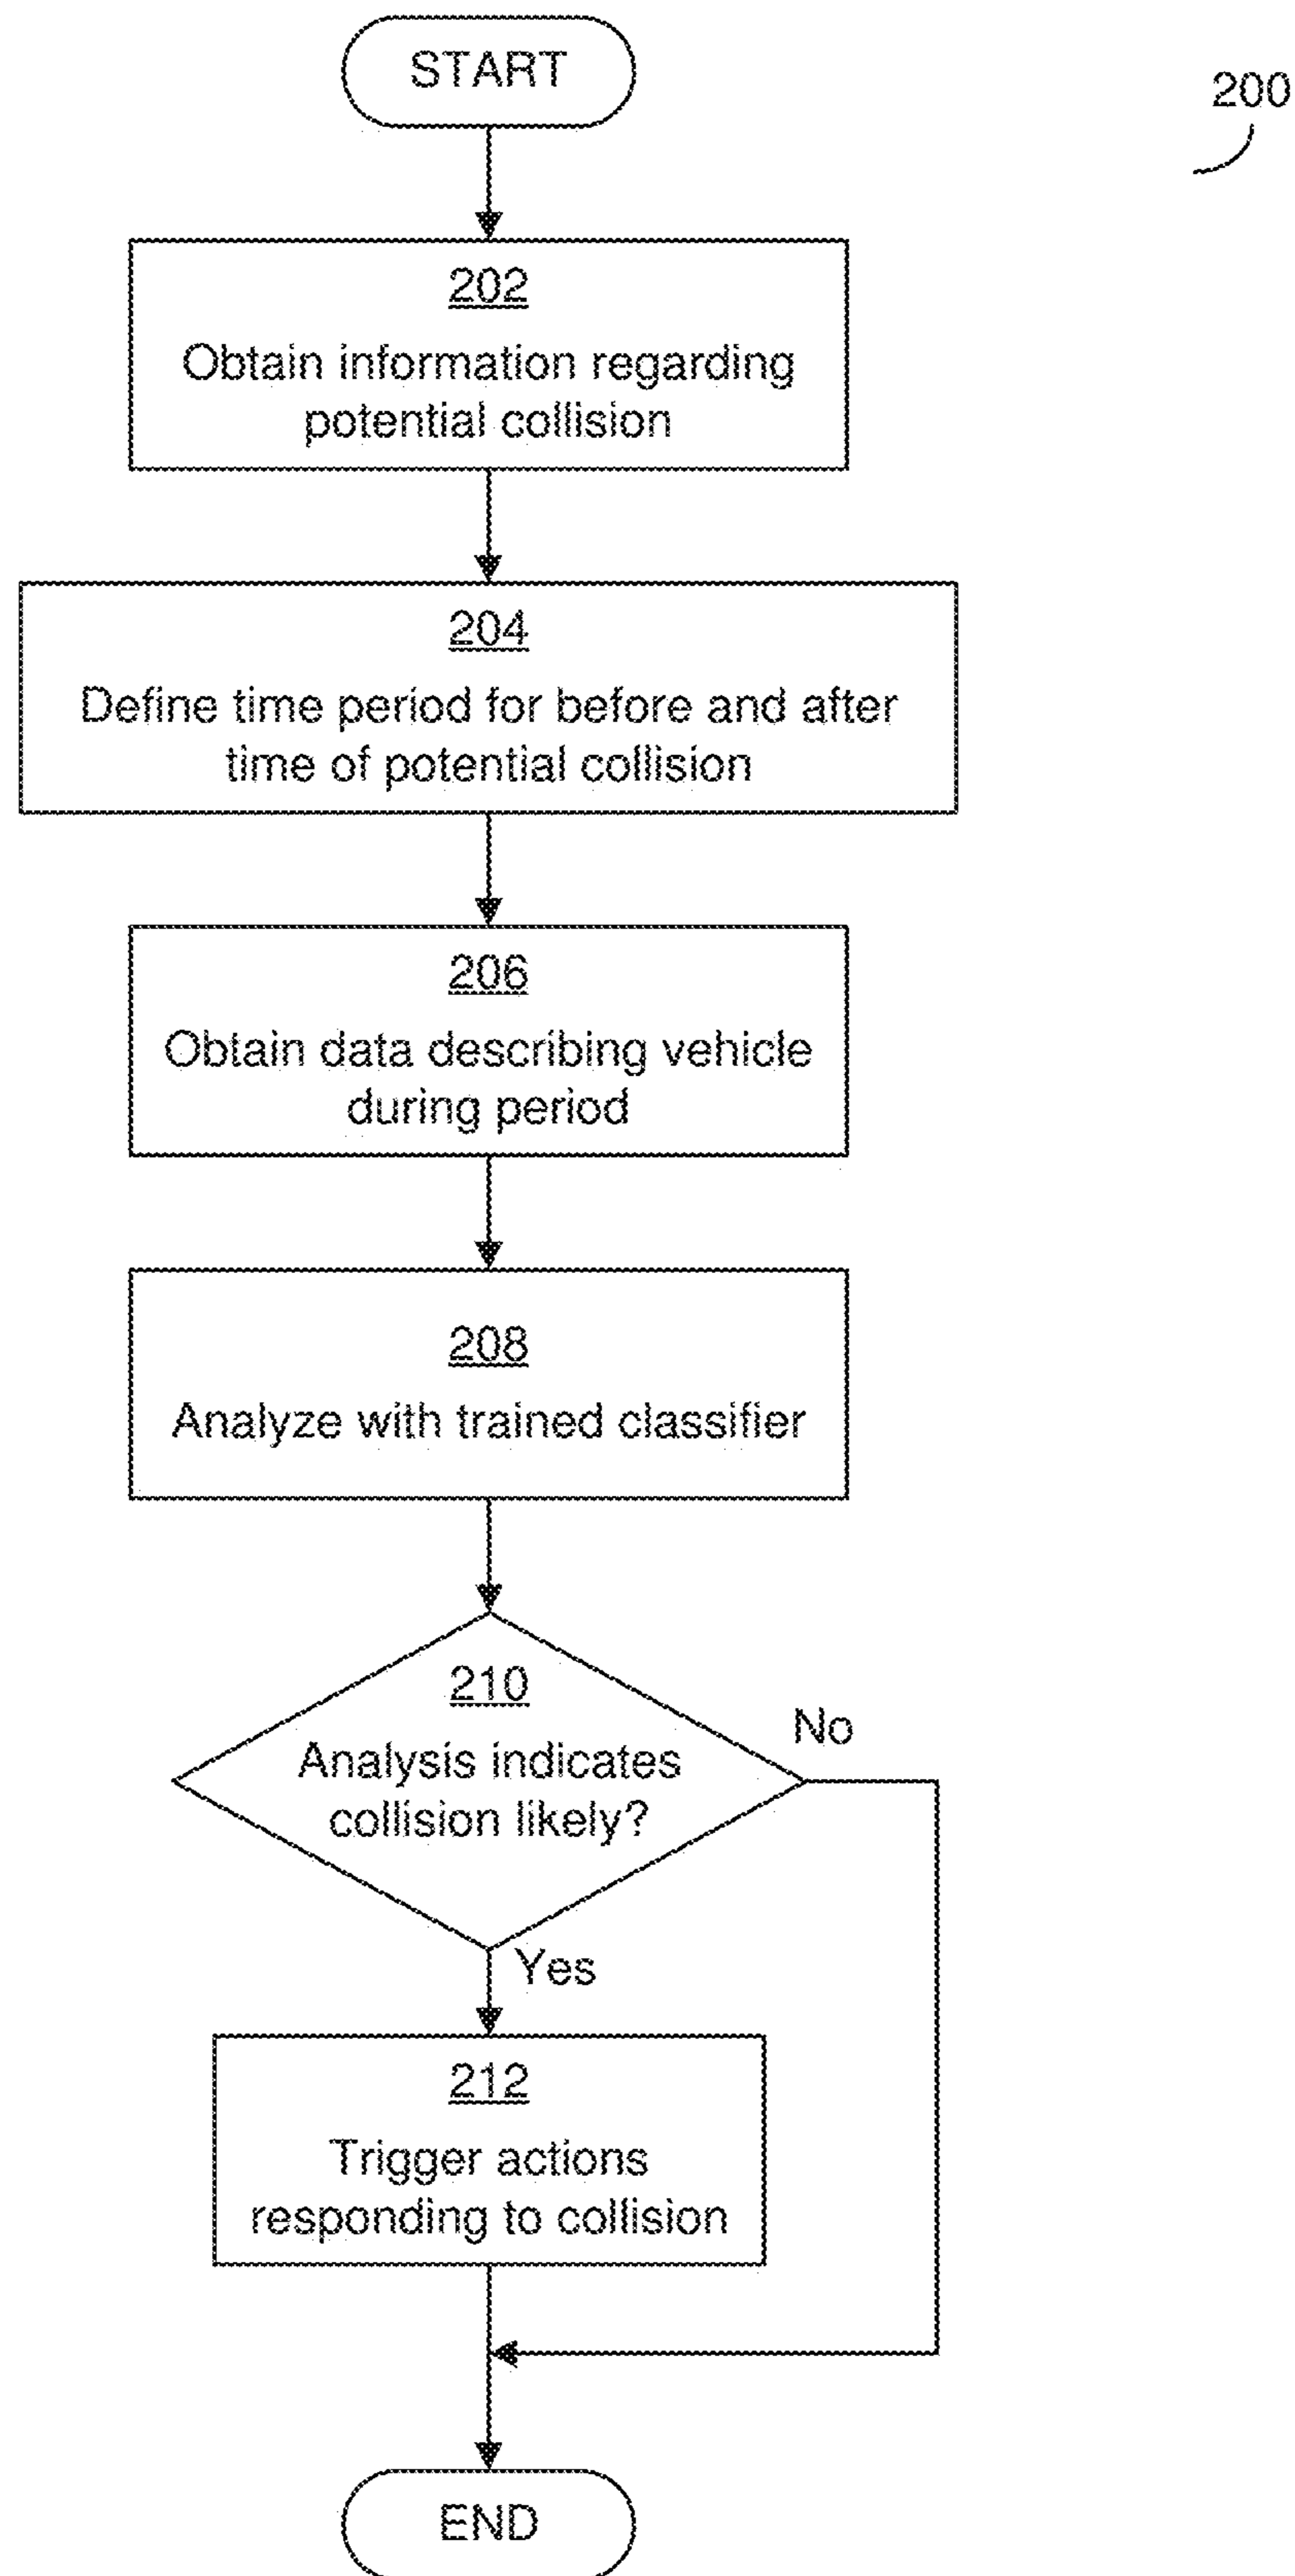 START
200
202
Obtain information regarding
potential collision
204
Define time period for before and after
time of potential collision
206
Obtain data describing vehicle
during period
208
Analyze with trained classifier
210
Analysis indicates
collision likely?
No
Yes
212
Trigger actions
responding to collision
END